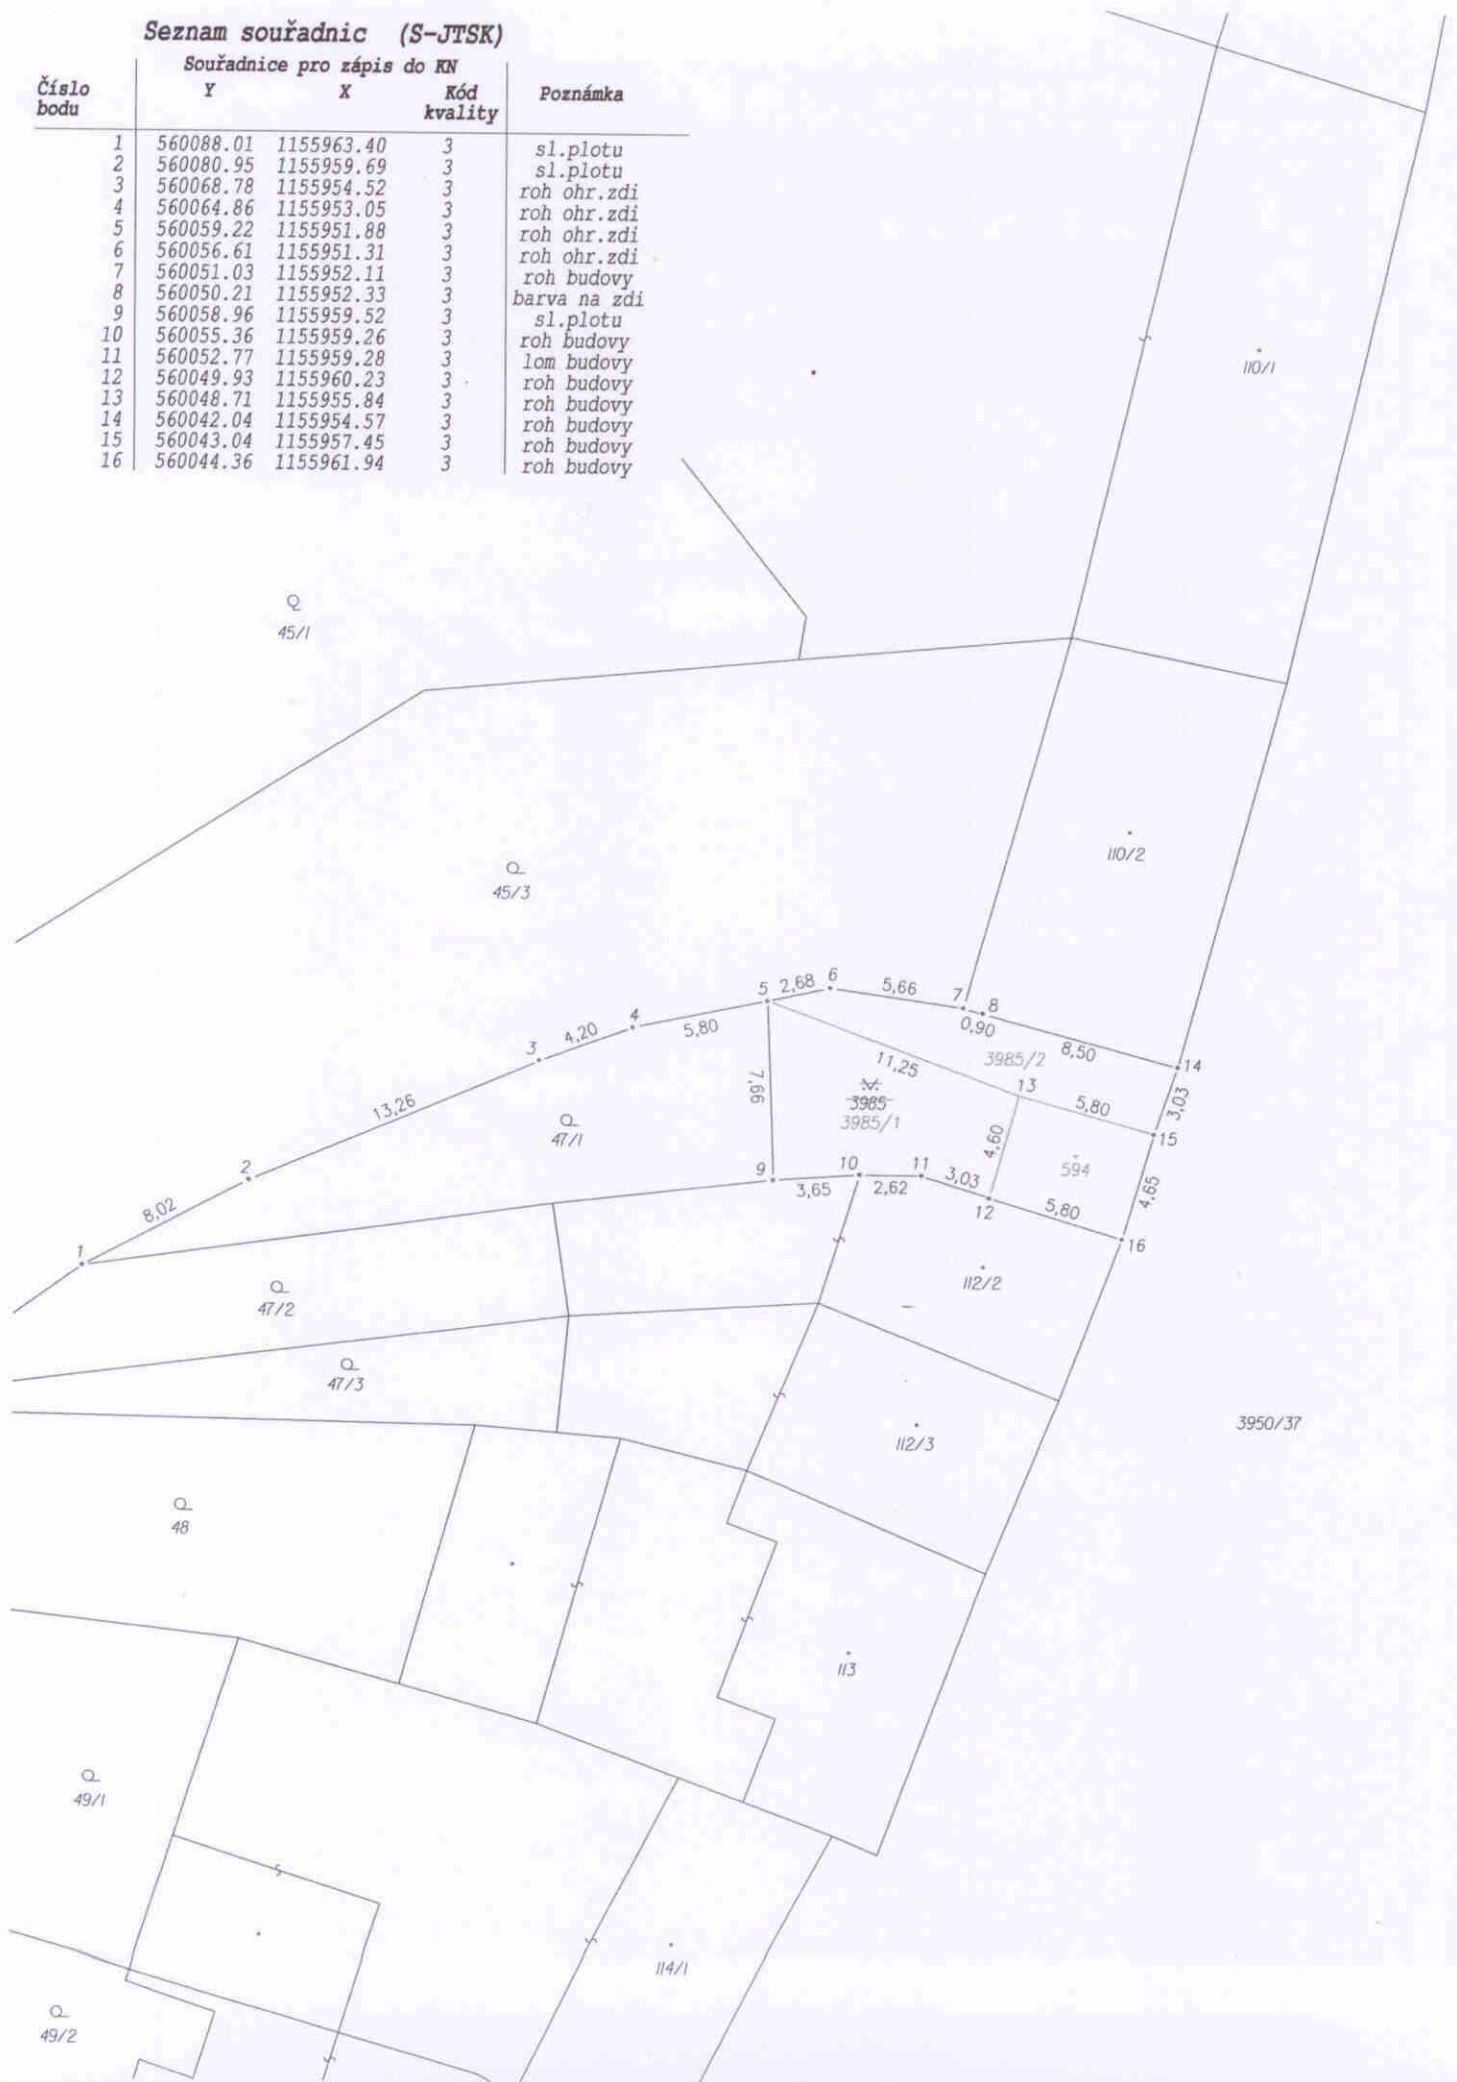 Seznam souřadnic (S-JTSK)
Souřadnice pro zápis do KN
Číslo bodu Y X Kód kvality Poznámka
1 560088.01 1155963.40 3 sl.plotu
2 560080.95 1155959.69 3 sl.plotu
3 560068.78 1155954.52 3 roh ohr.zdi
4 560064.86 1155953.05 3 roh ohr.zdi
5 560059.22 1155951.88 3 roh ohr.zdi
6 560056.61 1155951.31 3 roh ohr.zdi
7 560051.03 1155952.11 3 roh budovy
8 560050.21 1155952.33 3 barva na zdi
9 560058.96 1155959.52 3 sl.plotu
10 560055.36 1155959.26 3 roh budovy
11 560052.77 1155959.28 3 lom budovy
12 560049.93 1155960.23 3 roh budovy
13 560048.71 1155955.84 3 roh budovy
14 560042.04 1155954.57 3 roh budovy
15 560043.04 1155957.45 3 roh budovy
16 560044.36 1155961.94 3 roh budovy
110/1
45/1
110/2
45/3
5 2,68 6
5,66
7
8
0,90
8,50
14
4
5,80
3
4,20
11,25
3985/2
13
5,80
3,03
15
7,66
v.
3985
3985/1
13,26
47/1
4,60
594
4,65
2
9
3,65
10
2,62
11
3,03
12
5,80
16
8,02
1
47/2
112/2
47/3
112/3
3950/37
48
113
49/1
114/1
49/2